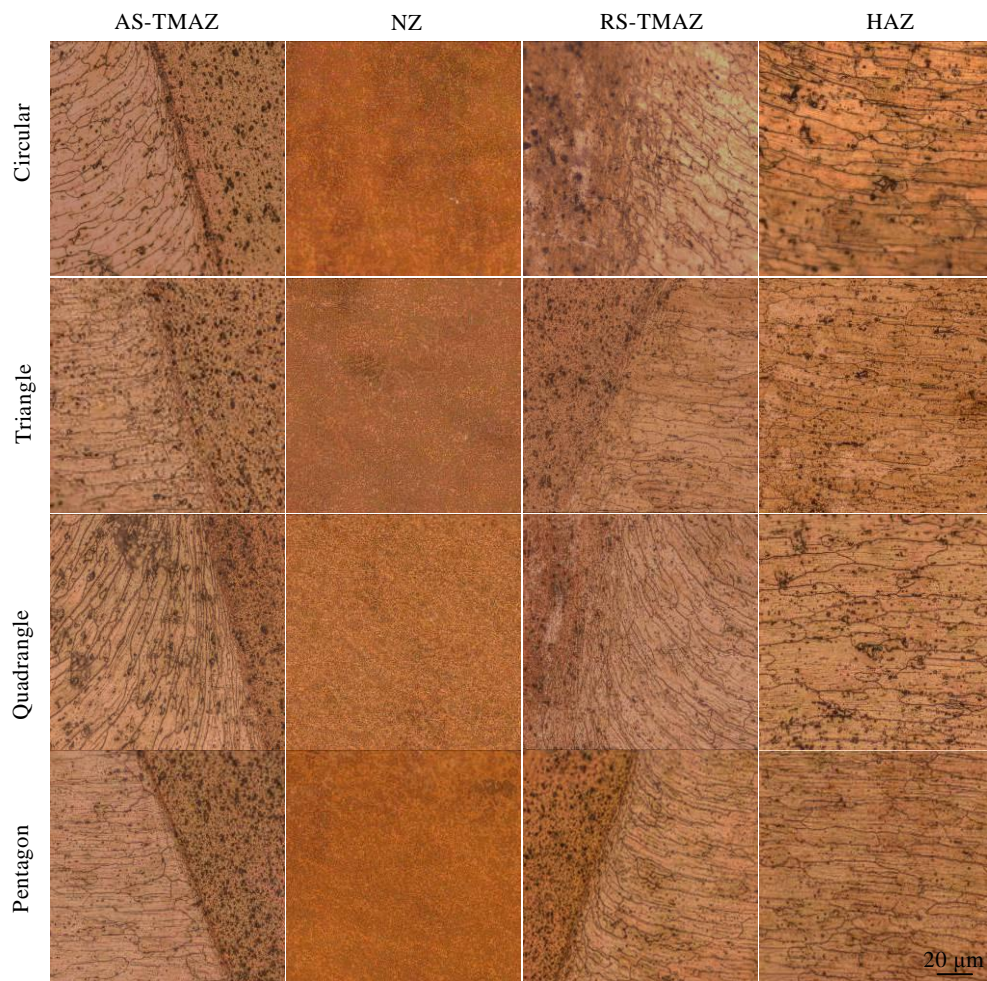 AS-TMAZ NZ RS-TMAZ HAZ
Circular
Triangle
Quadrangle
Pentagon
20 μm